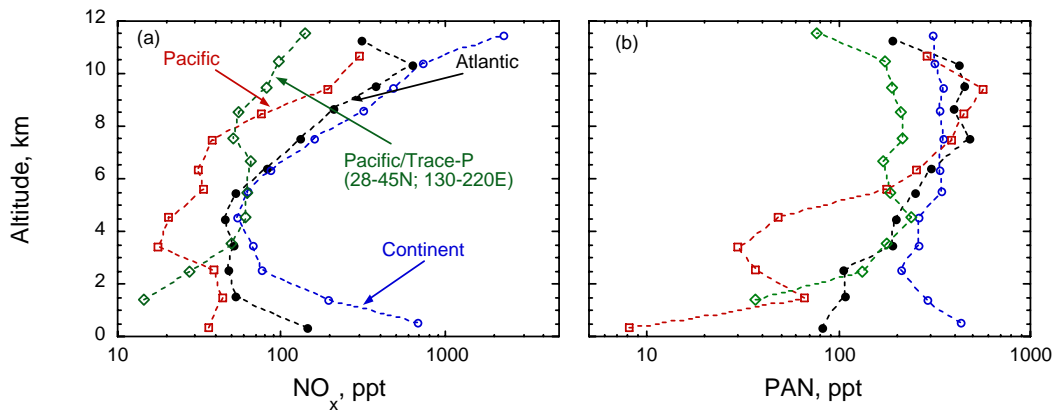 (a)
(b)
Pacific
Atlantic
Pacific/Trace-P
(28-45N; 130-220E)
Continent
Altitude, km
12
10
8
6
4
2
0
10
100
1000
10
100
1000
NOx, ppt
PAN, ppt